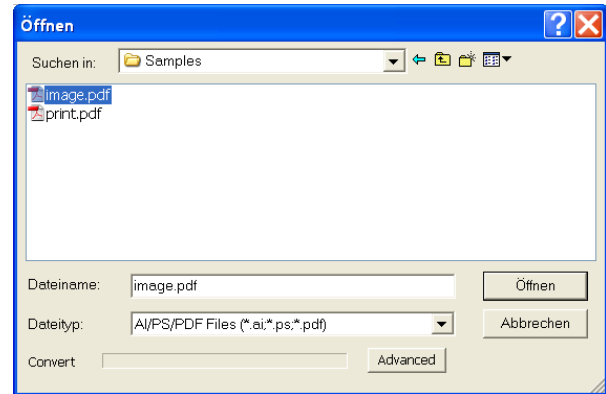 Öffnen
Suchen in: Samples
image.pdf
print.pdf
Dateiname: image.pdf Öffnen
Dateityp: AI/PS/PDF Files (*.ai;*.ps;*.pdf) Abbrechen
Convert Advanced